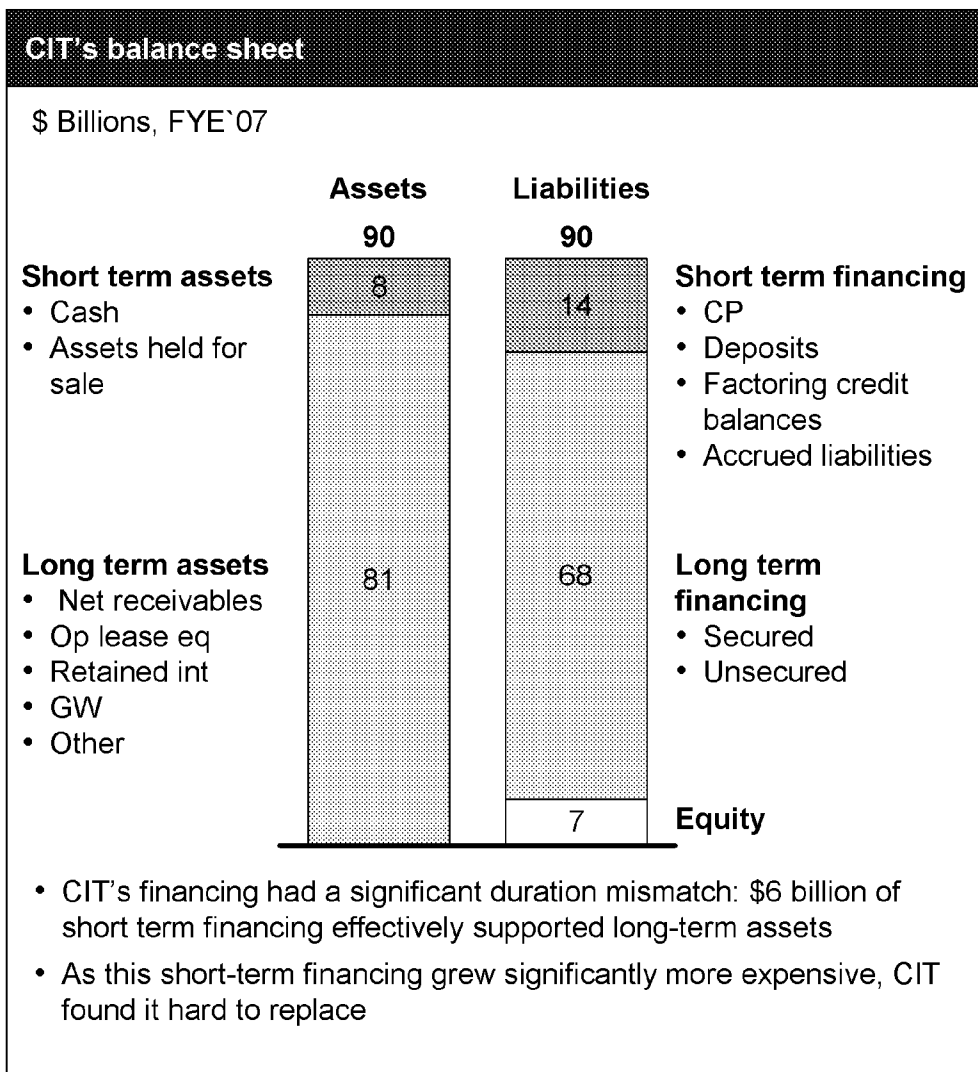 CIT's balance sheet
$ Billions, FYE`07
Assets
Liabilities
90
90
Short term assets
• Cash
• Assets held for
sale
8
14
Short term financing
• CP
• Deposits
• Factoring credit
balances
• Accrued liabilities
Long term assets
• Net receivables
• Op lease eq
• Retained int
• GW
• Other
81
68
Long term
financing
• Secured
• Unsecured
7
Equity
• CIT's financing had a significant duration mismatch: $6 billion of
short term financing effectively supported long-term assets
• As this short-term financing grew significantly more expensive, CIT
found it hard to replace